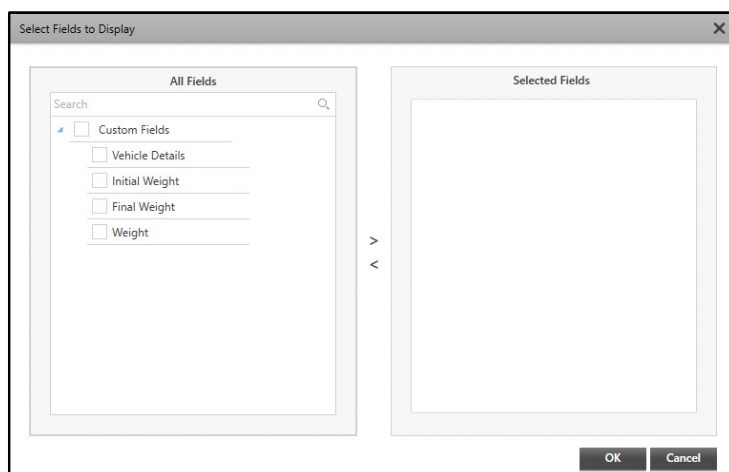 Select Fields to Display
All Fields
Search
Custom Fields
Vehicle Details
Initial Weight
Final Weight
Weight
>
<
Selected Fields
OK
Cancel